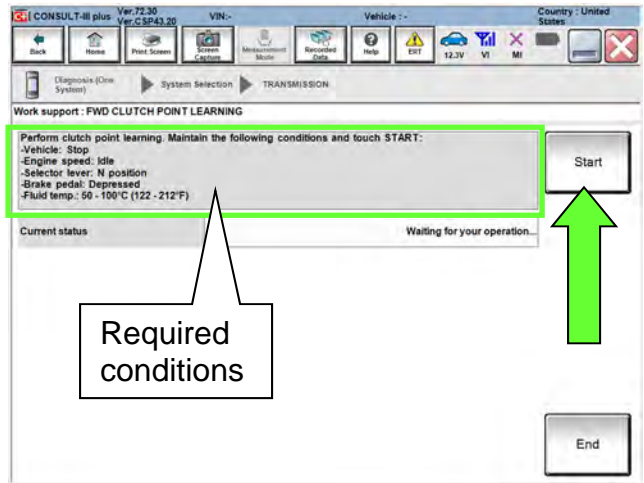 CONSULT-III plus Ver.72.30 Ver.CSP43.20 VIN:- Vehicle : - Country : United States
Back Home Print Screen Screen Capture Measurement Mode Recorded Data Help ERT 12.3V VI MI
Diagnosis (One System) System Selection TRANSMISSION
Work support : FWD CLUTCH POINT LEARNING
Perform clutch point learning. Maintain the following conditions and touch START:
-Vehicle: Stop
-Engine speed: Idle
-Selector lever: N position
-Brake pedal: Depressed
-Fluid temp.: 50 - 100°C (122 - 212°F)
Start
Current status Waiting for your operation...
Required
conditions
End